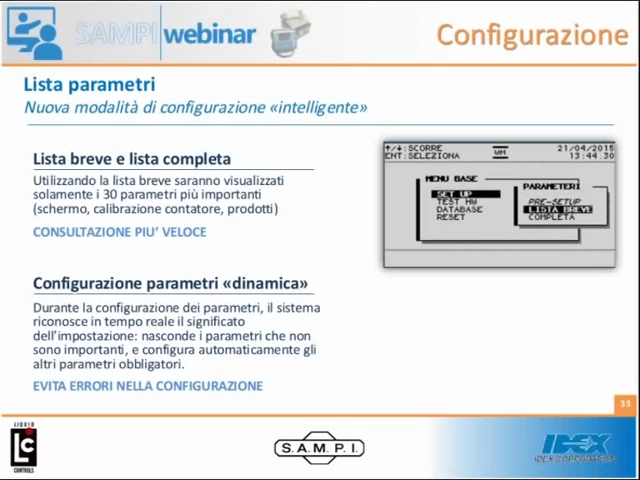 SAMPI webinar
Configurazione
Lista parametri
Nuova modalità di configurazione «intelligente»
Lista breve e lista completa
Utilizzando la lista breve saranno visualizzati
solamente i 30 parametri più importanti
(schermo, calibrazione contatore, prodotti)
CONSULTAZIONE PIU’ VELOCE
↑/↓:SCORRE
ENT:SELEZIONA
WM
21/04/2015
13:44.30
MENU BASE
SET UP
TEST HW
DATABASE
RESET
PARAMETERI
PRE-SETUP
LISTA BREVE
COMPLETA
Configurazione parametri «dinamica»
Durante la configurazione dei parametri, il sistema
riconosce in tempo reale il significato
dell’impostazione: nasconde i parametri che non
sono importanti, e configura automaticamente gli
altri parametri obbligatori.
EVITA ERRORI NELLA CONFIGURAZIONE
33
LIQUID
LC
CONTROLS
S.A.M.P.I.
IDEX
IDEX CORPORATION